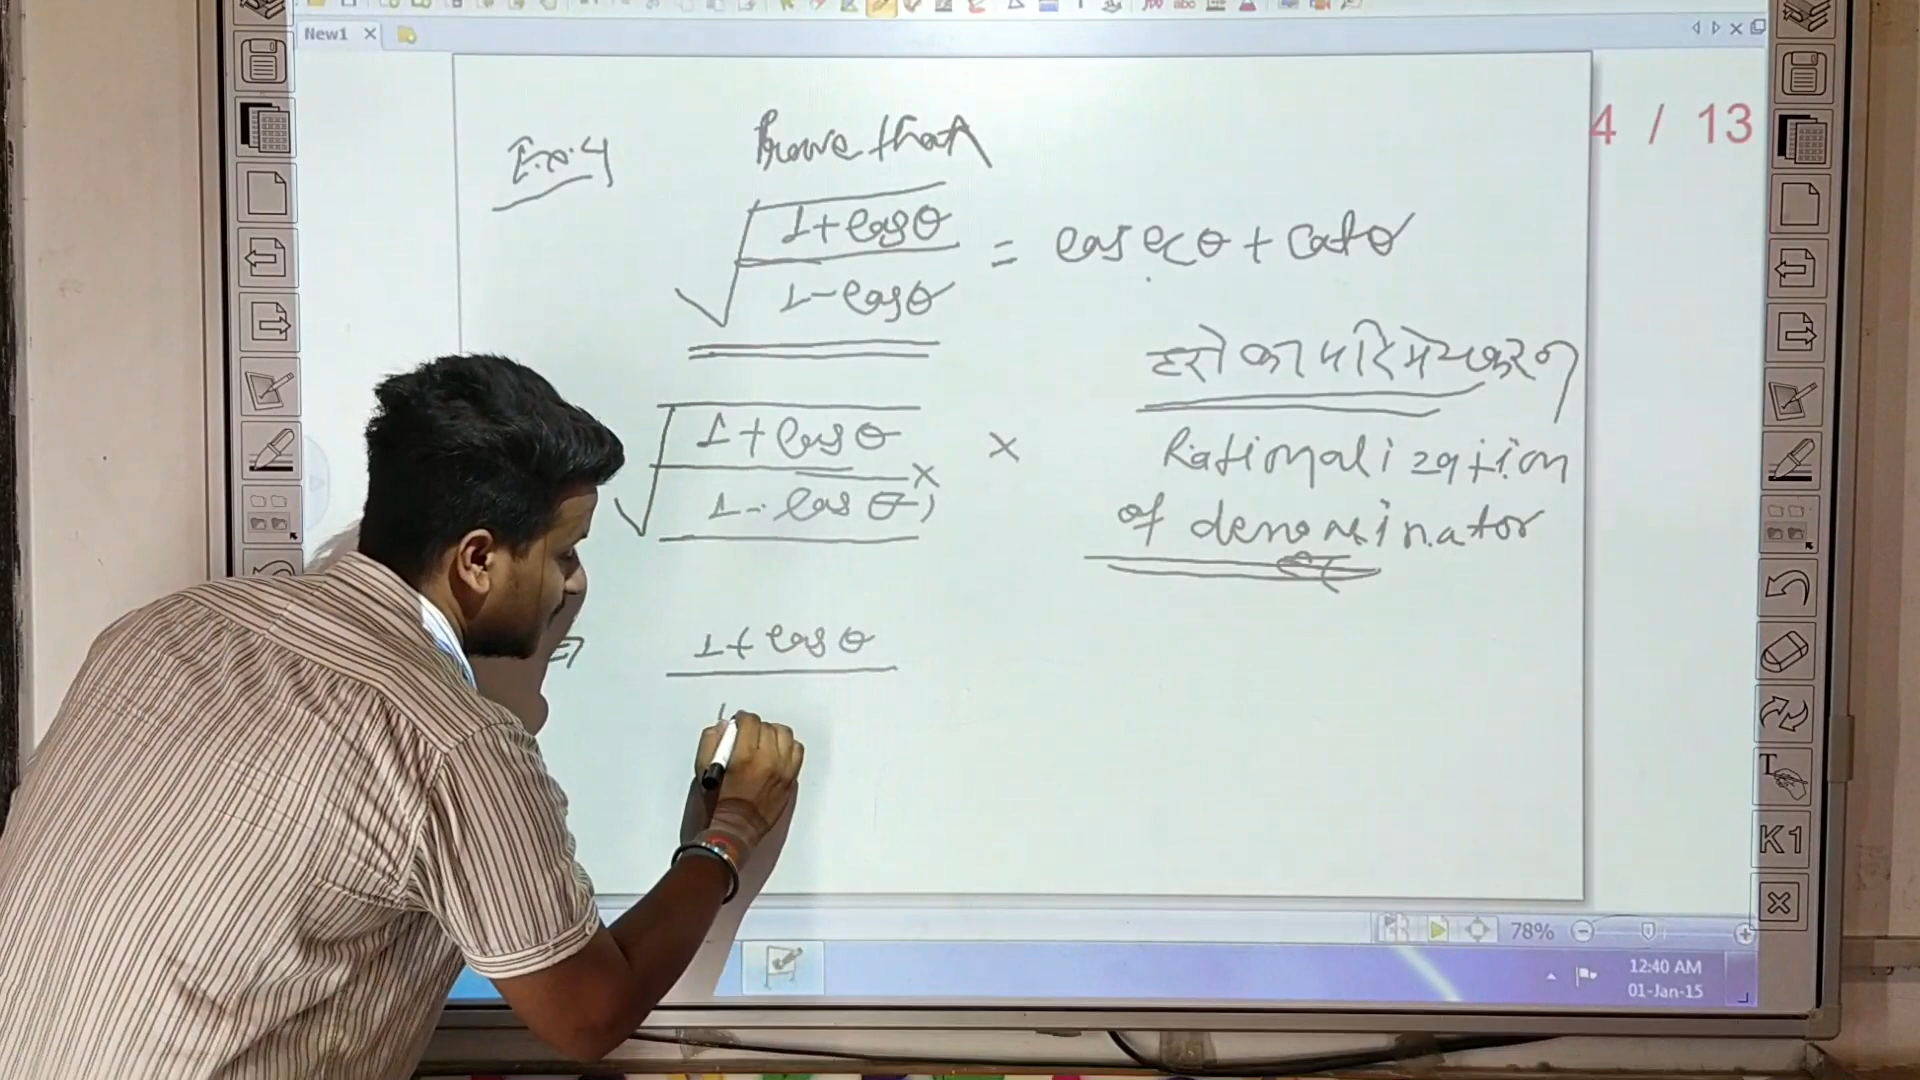 New1
4 / 13
Ex.4 Prove that
√(1+cosθ / 1-cosθ) = cosecθ + cotθ
हरो का परिमेयकरण
√(1+cosθ / 1-cosθ) × ×
Rationalization
of denominator
⇒ 1+cosθ
K1
78%
12:40 AM
01-Jan-15